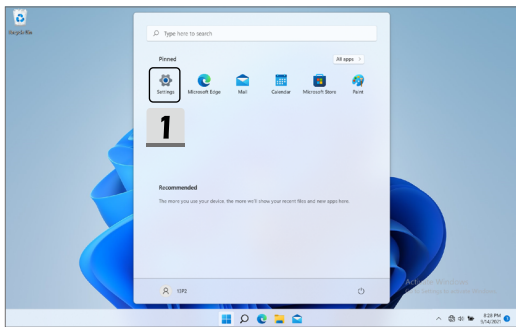 Recycle Bin
Type here to search
Pinned
All apps >
Settings
Microsoft Edge
Mail
Calendar
Microsoft Store
Paint
1
Recommended
The more you use your device, the more we'll show your recent files and new apps here.
Activate Windows
8:28 PM
5/14/2021